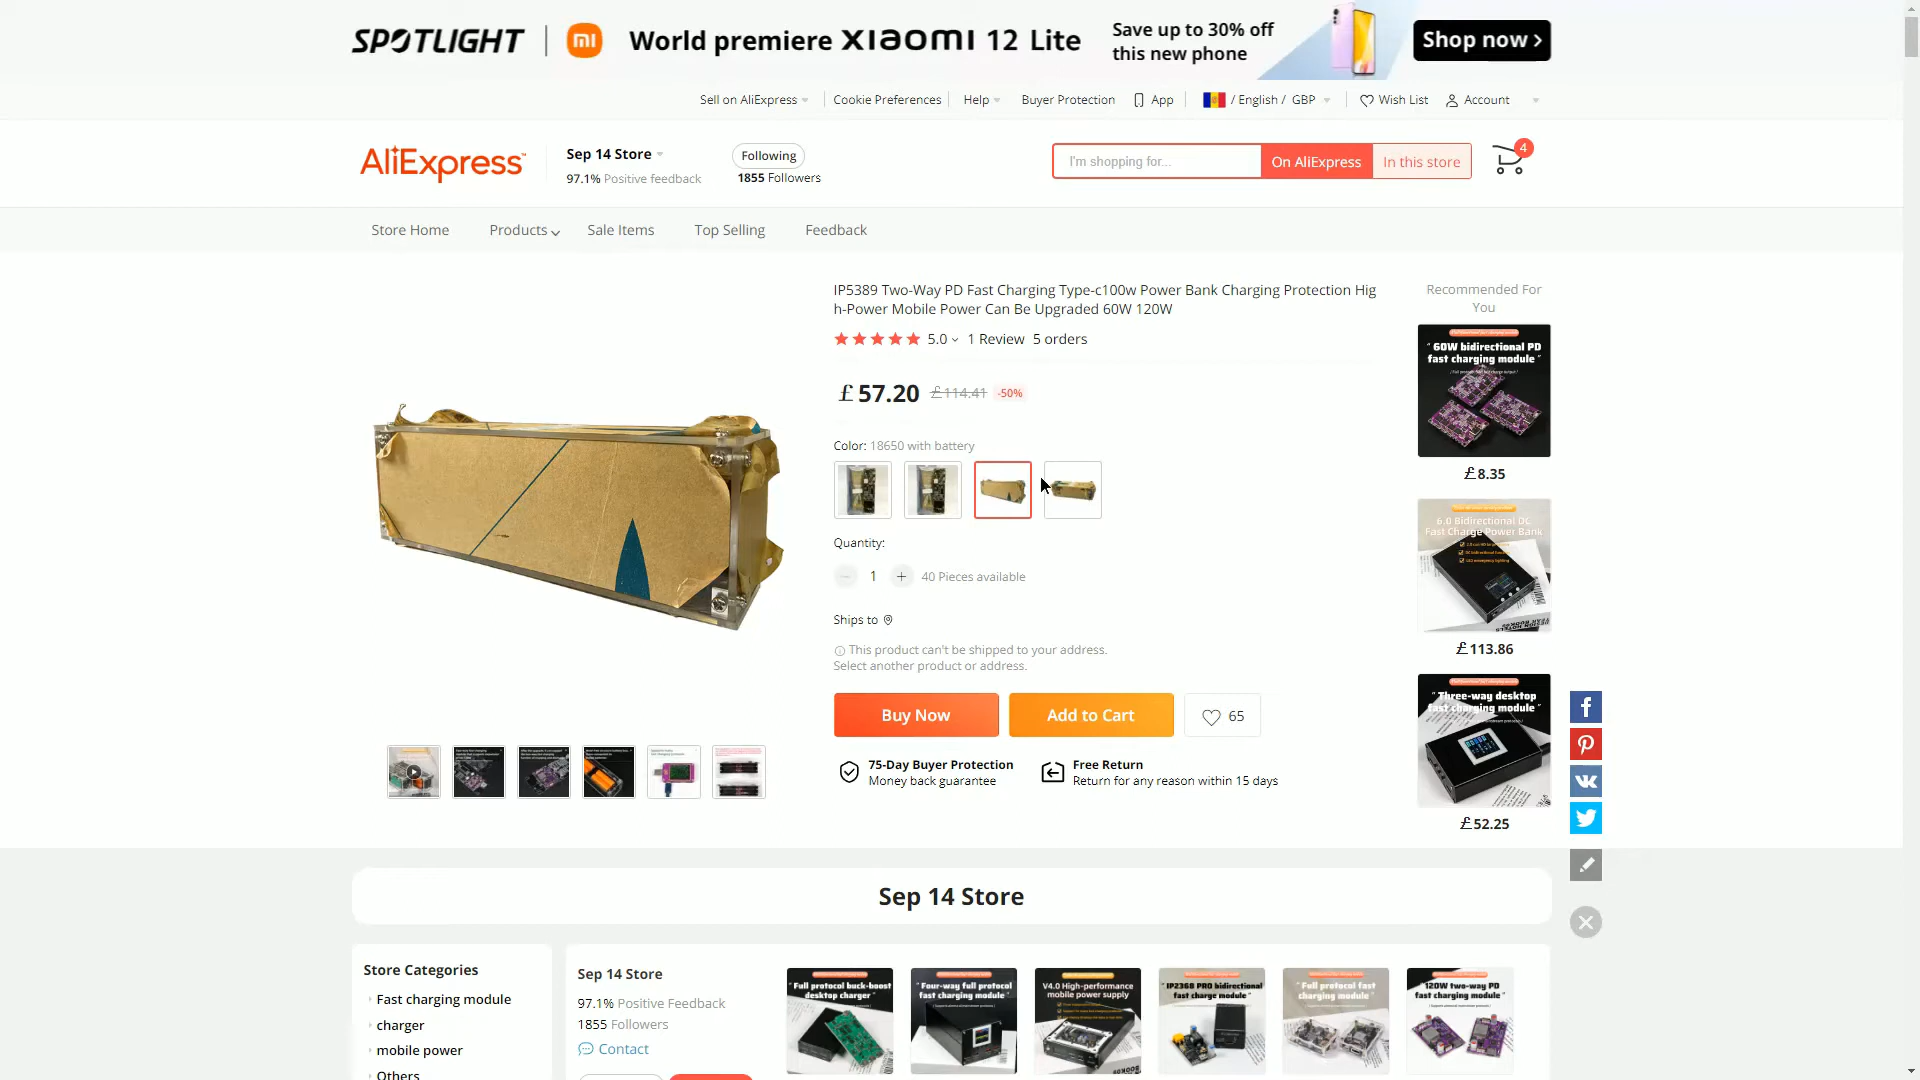 SPOTLIGHT
World premiere XIAOMI 12 Lite
Save up to 30% off
this new phone
Shop now >
Sell on AliExpress
Cookie Preferences
Help
Buyer Protection
App
/ English / GBP
Wish List
Account
AliExpress
Sep 14 Store
97.1% Positive feedback
Following
1855 Followers
I'm shopping for...
On AliExpress
In this store
4
Store Home
Products
Sale Items
Top Selling
Feedback
IP5389 Two-Way PD Fast Charging Type-c100w Power Bank Charging Protection Hig
h-Power Mobile Power Can Be Upgraded 60W 120W
5.0
1 Review
5 orders
£57.20
£114.41
-50%
Color: 18650 with battery
Quantity:
1
40 Pieces available
Ships to
This product can't be shipped to your address.
Select another product or address.
Buy Now
Add to Cart
65
75-Day Buyer Protection
Money back guarantee
Free Return
Return for any reason within 15 days
Recommended For
You
"60W bidirectional PD
fast charging module"
£8.35
6.0 Bidirectional DC
Fast Charge Power Bank
£113.86
"Three-way desktop
fast charging module"
£52.25
Sep 14 Store
Store Categories
Fast charging module
charger
mobile power
Others
Sep 14 Store
97.1% Positive Feedback
1855 Followers
Contact
"Full protocol buck-boost
desktop charger"
"Four-way full protocol
fast charging module"
V4.0 High-performance
mobile power supply
"IP2368 PRO bidirectional
fast charge module"
"Full protocol fast
charging module"
"120W two-way PD
fast charging module"